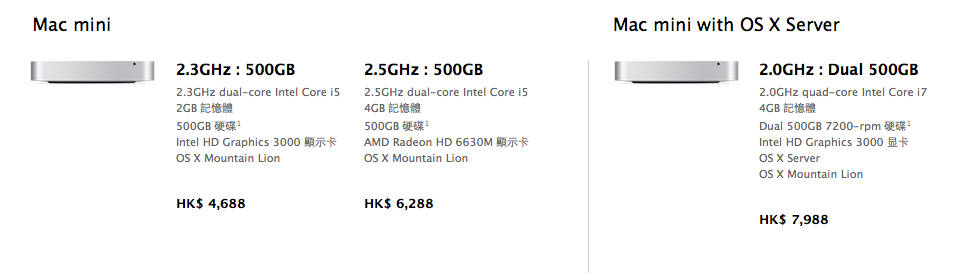 Mac mini
2.3GHz : 500GB
2.3GHz dual-core Intel Core i5
2GB 記憶體
500GB 硬碟¹
Intel HD Graphics 3000 顯示卡
OS X Mountain Lion
HK$ 4,688
2.5GHz : 500GB
2.5GHz dual-core Intel Core i5
4GB 記憶體
500GB 硬碟¹
AMD Radeon HD 6630M 顯示卡
OS X Mountain Lion
HK$ 6,288
Mac mini with OS X Server
2.0GHz : Dual 500GB
2.0GHz quad-core Intel Core i7
4GB 記憶體
Dual 500GB 7200-rpm 硬碟¹
Intel HD Graphics 3000 显卡
OS X Server
OS X Mountain Lion
HK$ 7,988